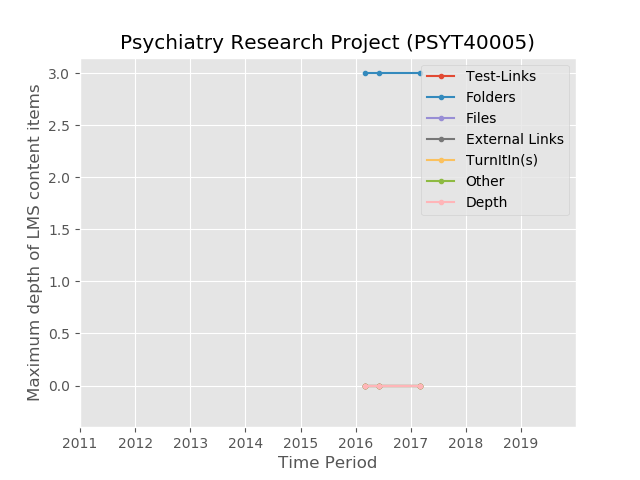 Psychiatry Research Project (PSYT40005)
Maximum depth of LMS content items
3.0
2.5
2.0
1.5
1.0
0.5
0.0
Test-Links
Folders
Files
External Links
TurnItIn(s)
Other
Depth
2011 2012 2013 2014 2015 2016 2017 2018 2019
Time Period